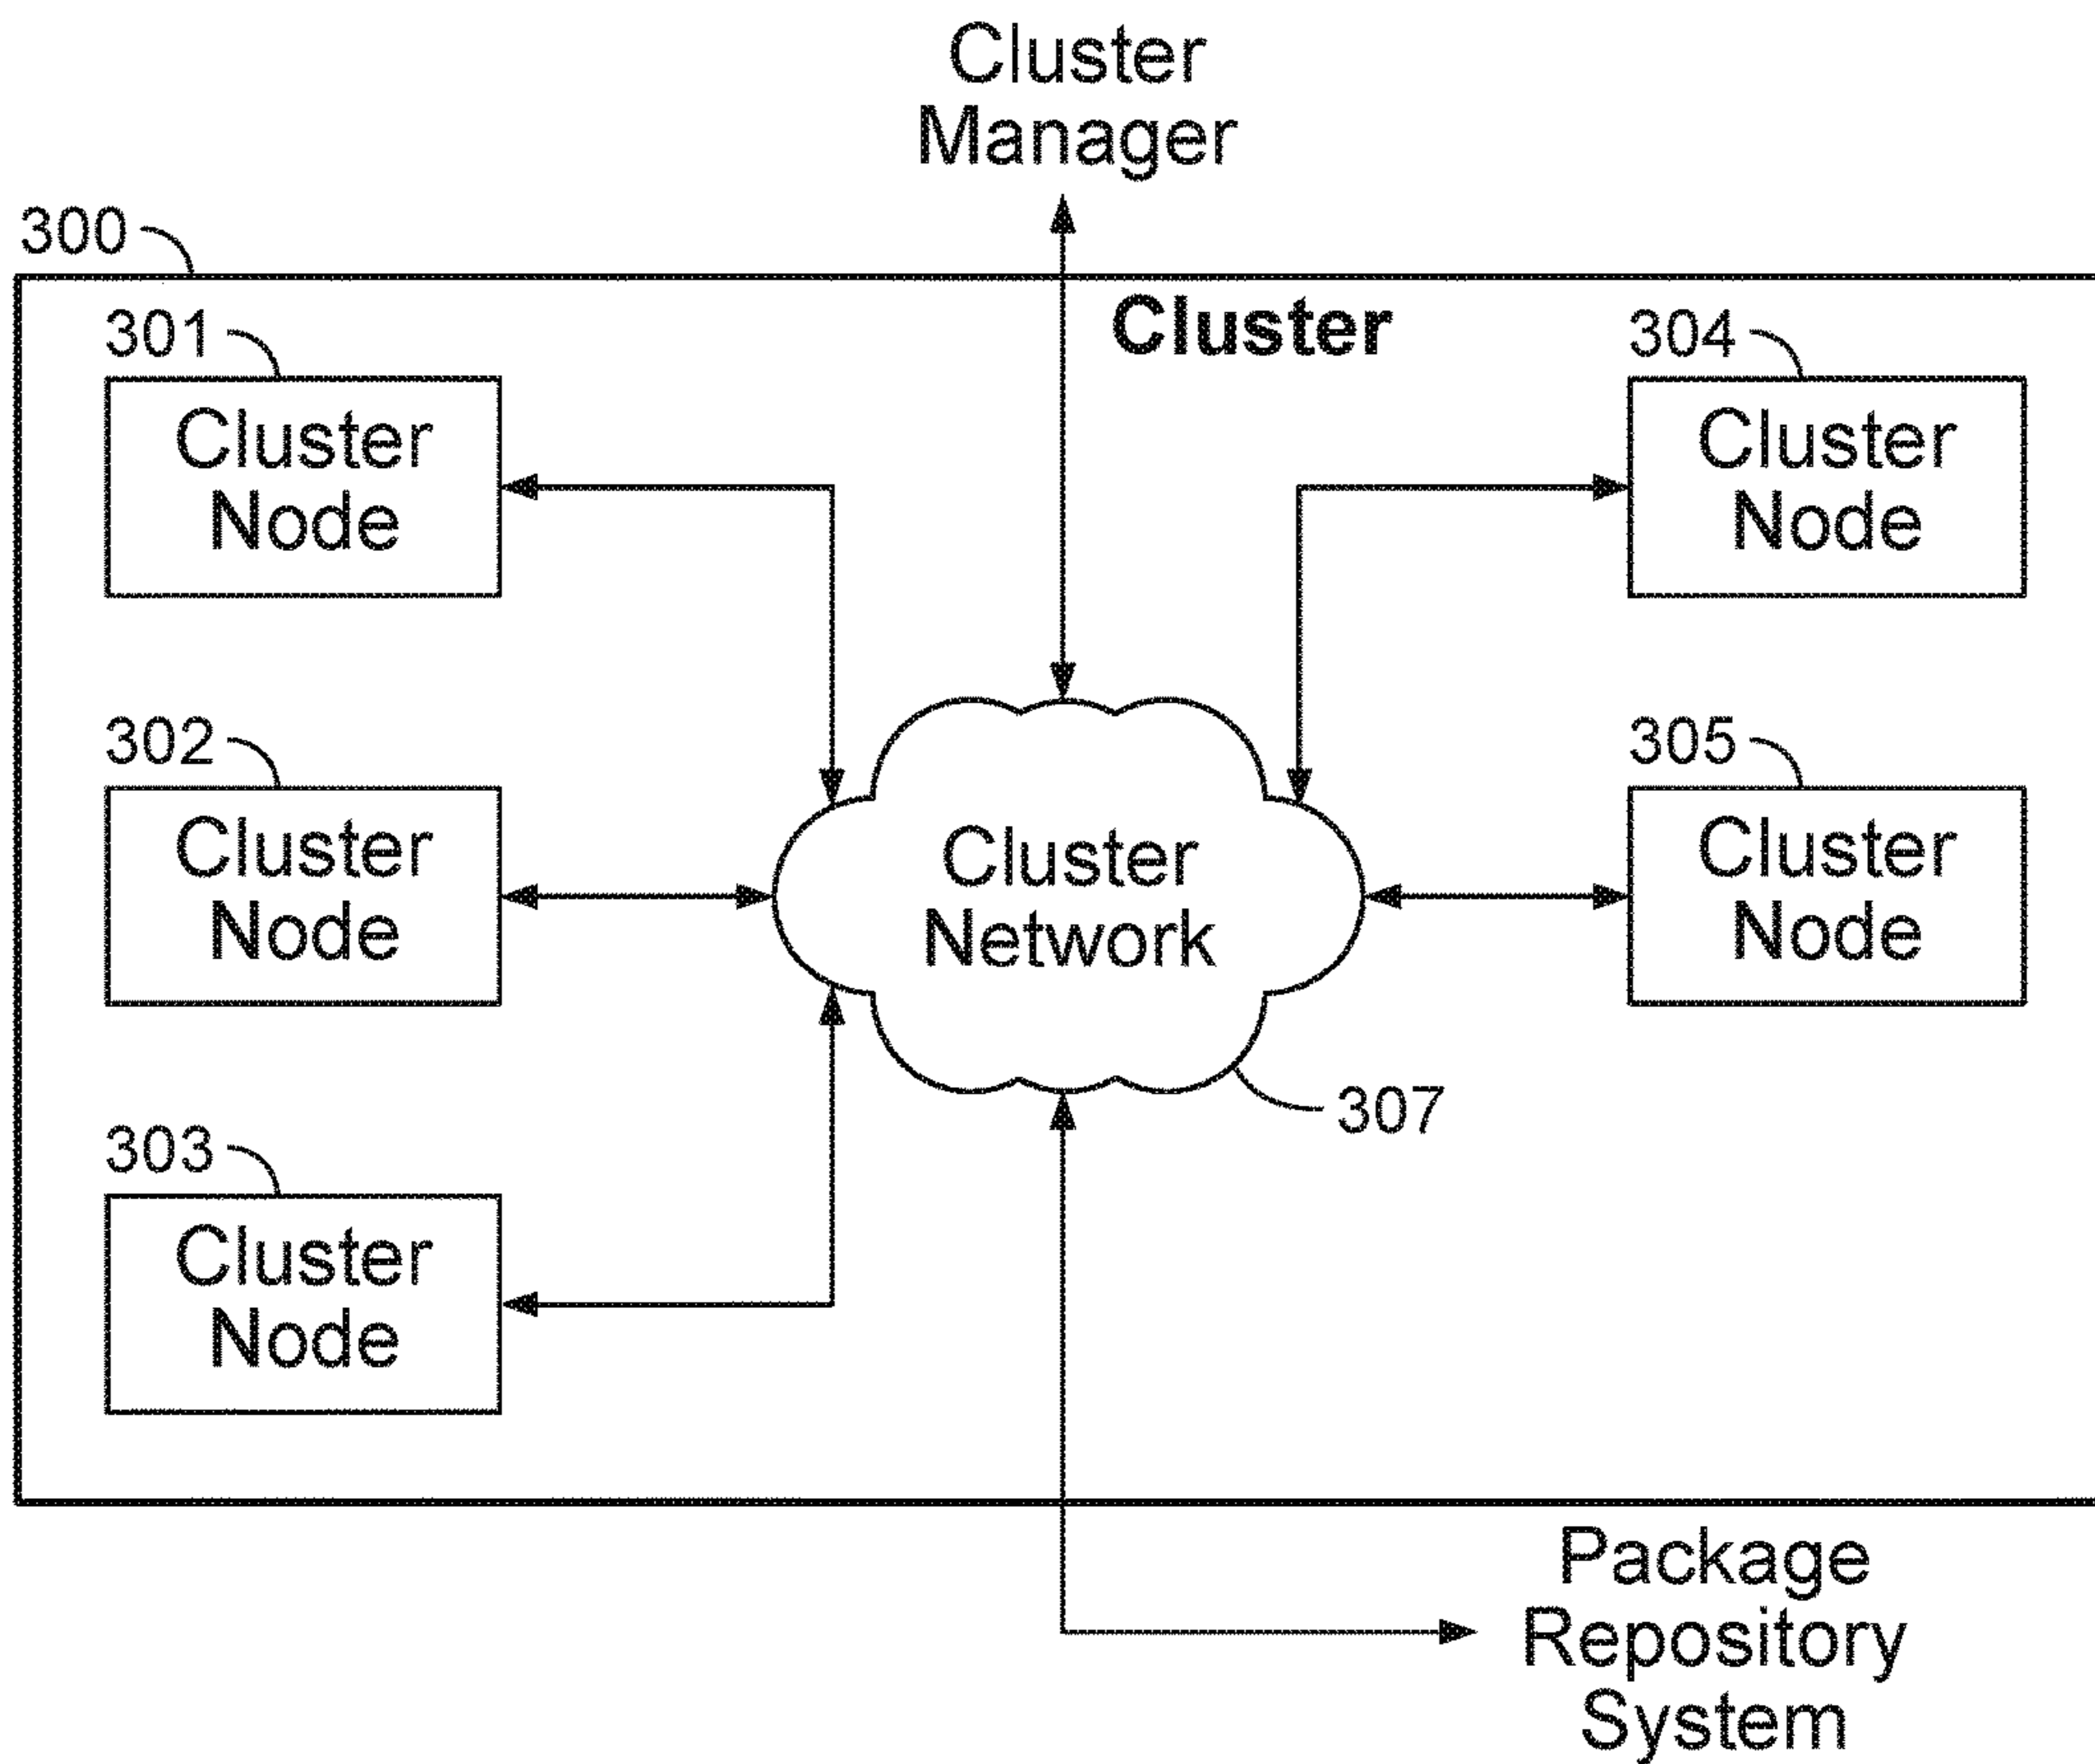 Cluster
Manager
300
Cluster
301
Cluster
Node
304
Cluster
Node
302
Cluster
Node
Cluster
Network
305
Cluster
Node
307
303
Cluster
Node
Package
Repository
System